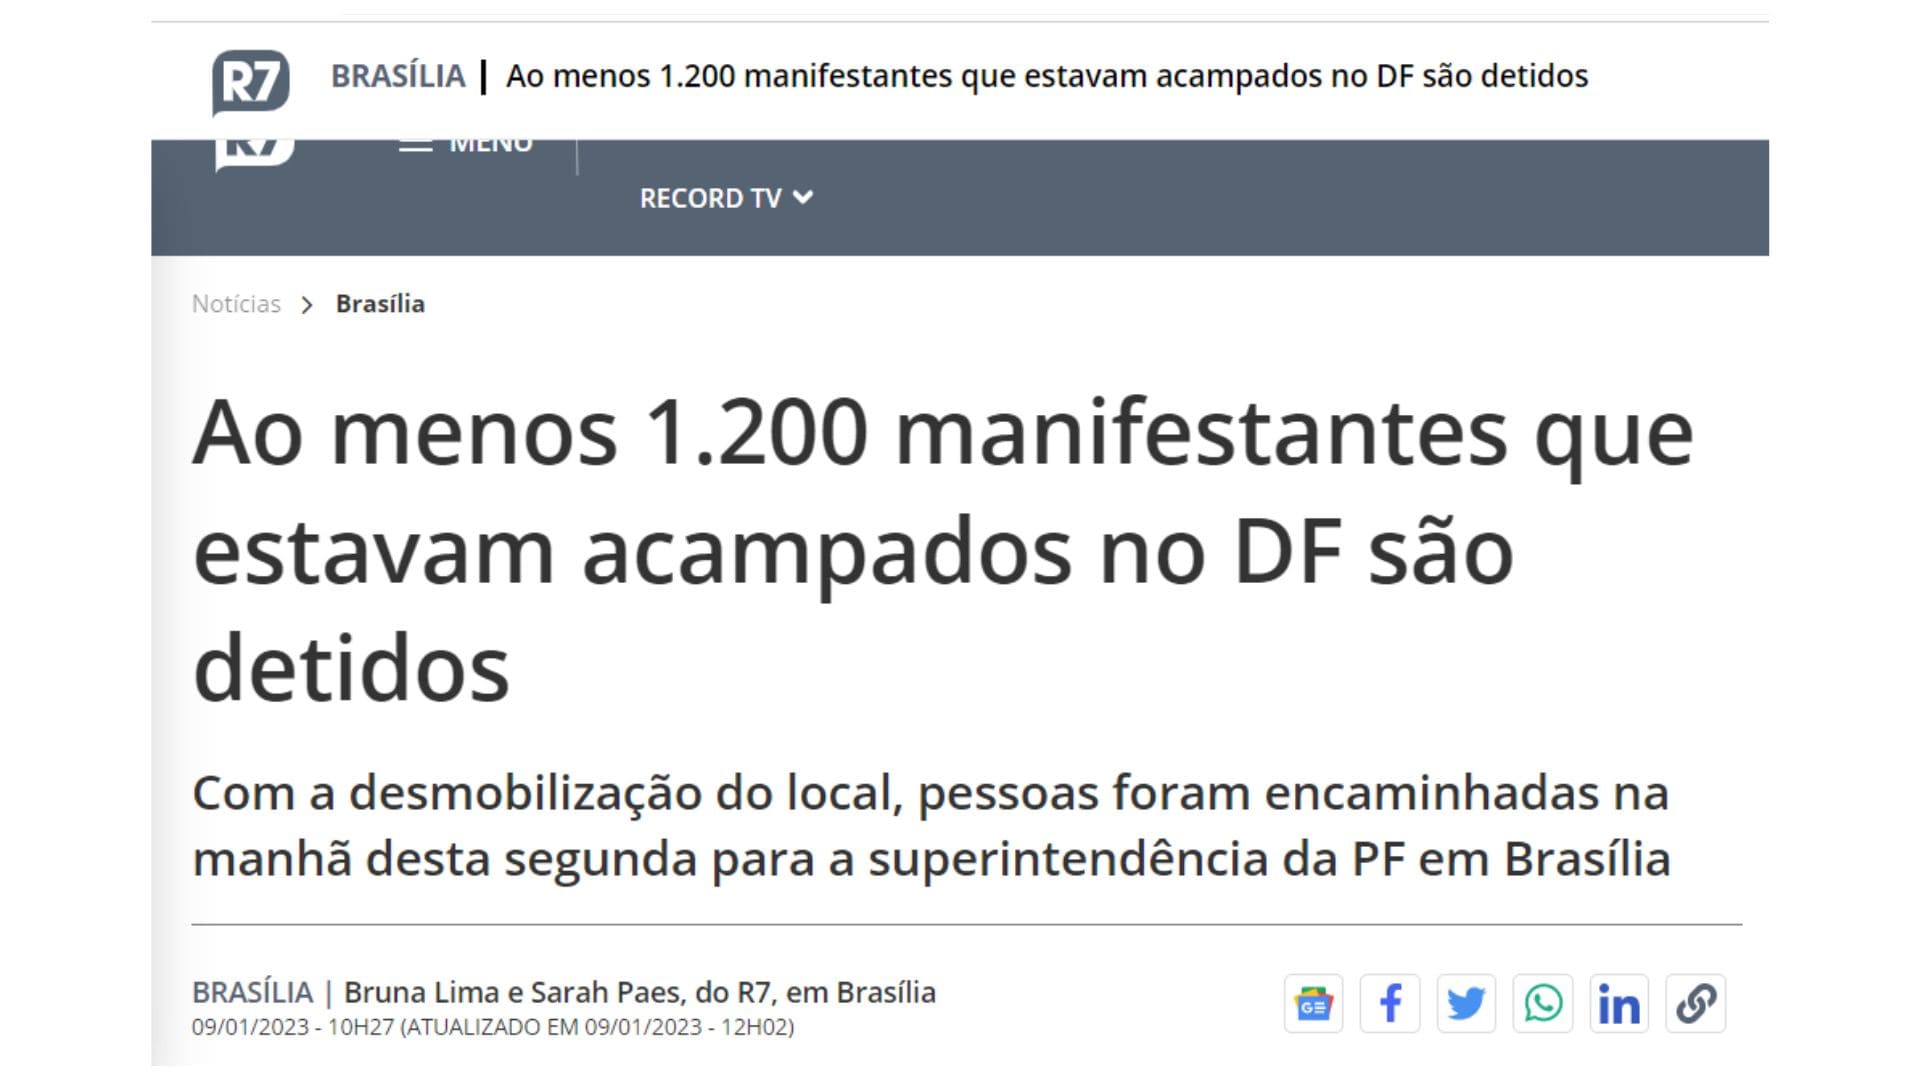 R7 BRASÍLIA | Ao menos 1.200 manifestantes que estavam acampados no DF são detidos
R7 MENU
RECORD TV
Notícias > Brasília
Ao menos 1.200 manifestantes que
estavam acampados no DF são
detidos
Com a desmobilização do local, pessoas foram encaminhadas na
manhã desta segunda para a superintendência da PF em Brasília
BRASÍLIA | Bruna Lima e Sarah Paes, do R7, em Brasília
09/01/2023 - 10H27 (ATUALIZADO EM 09/01/2023 - 12H02)